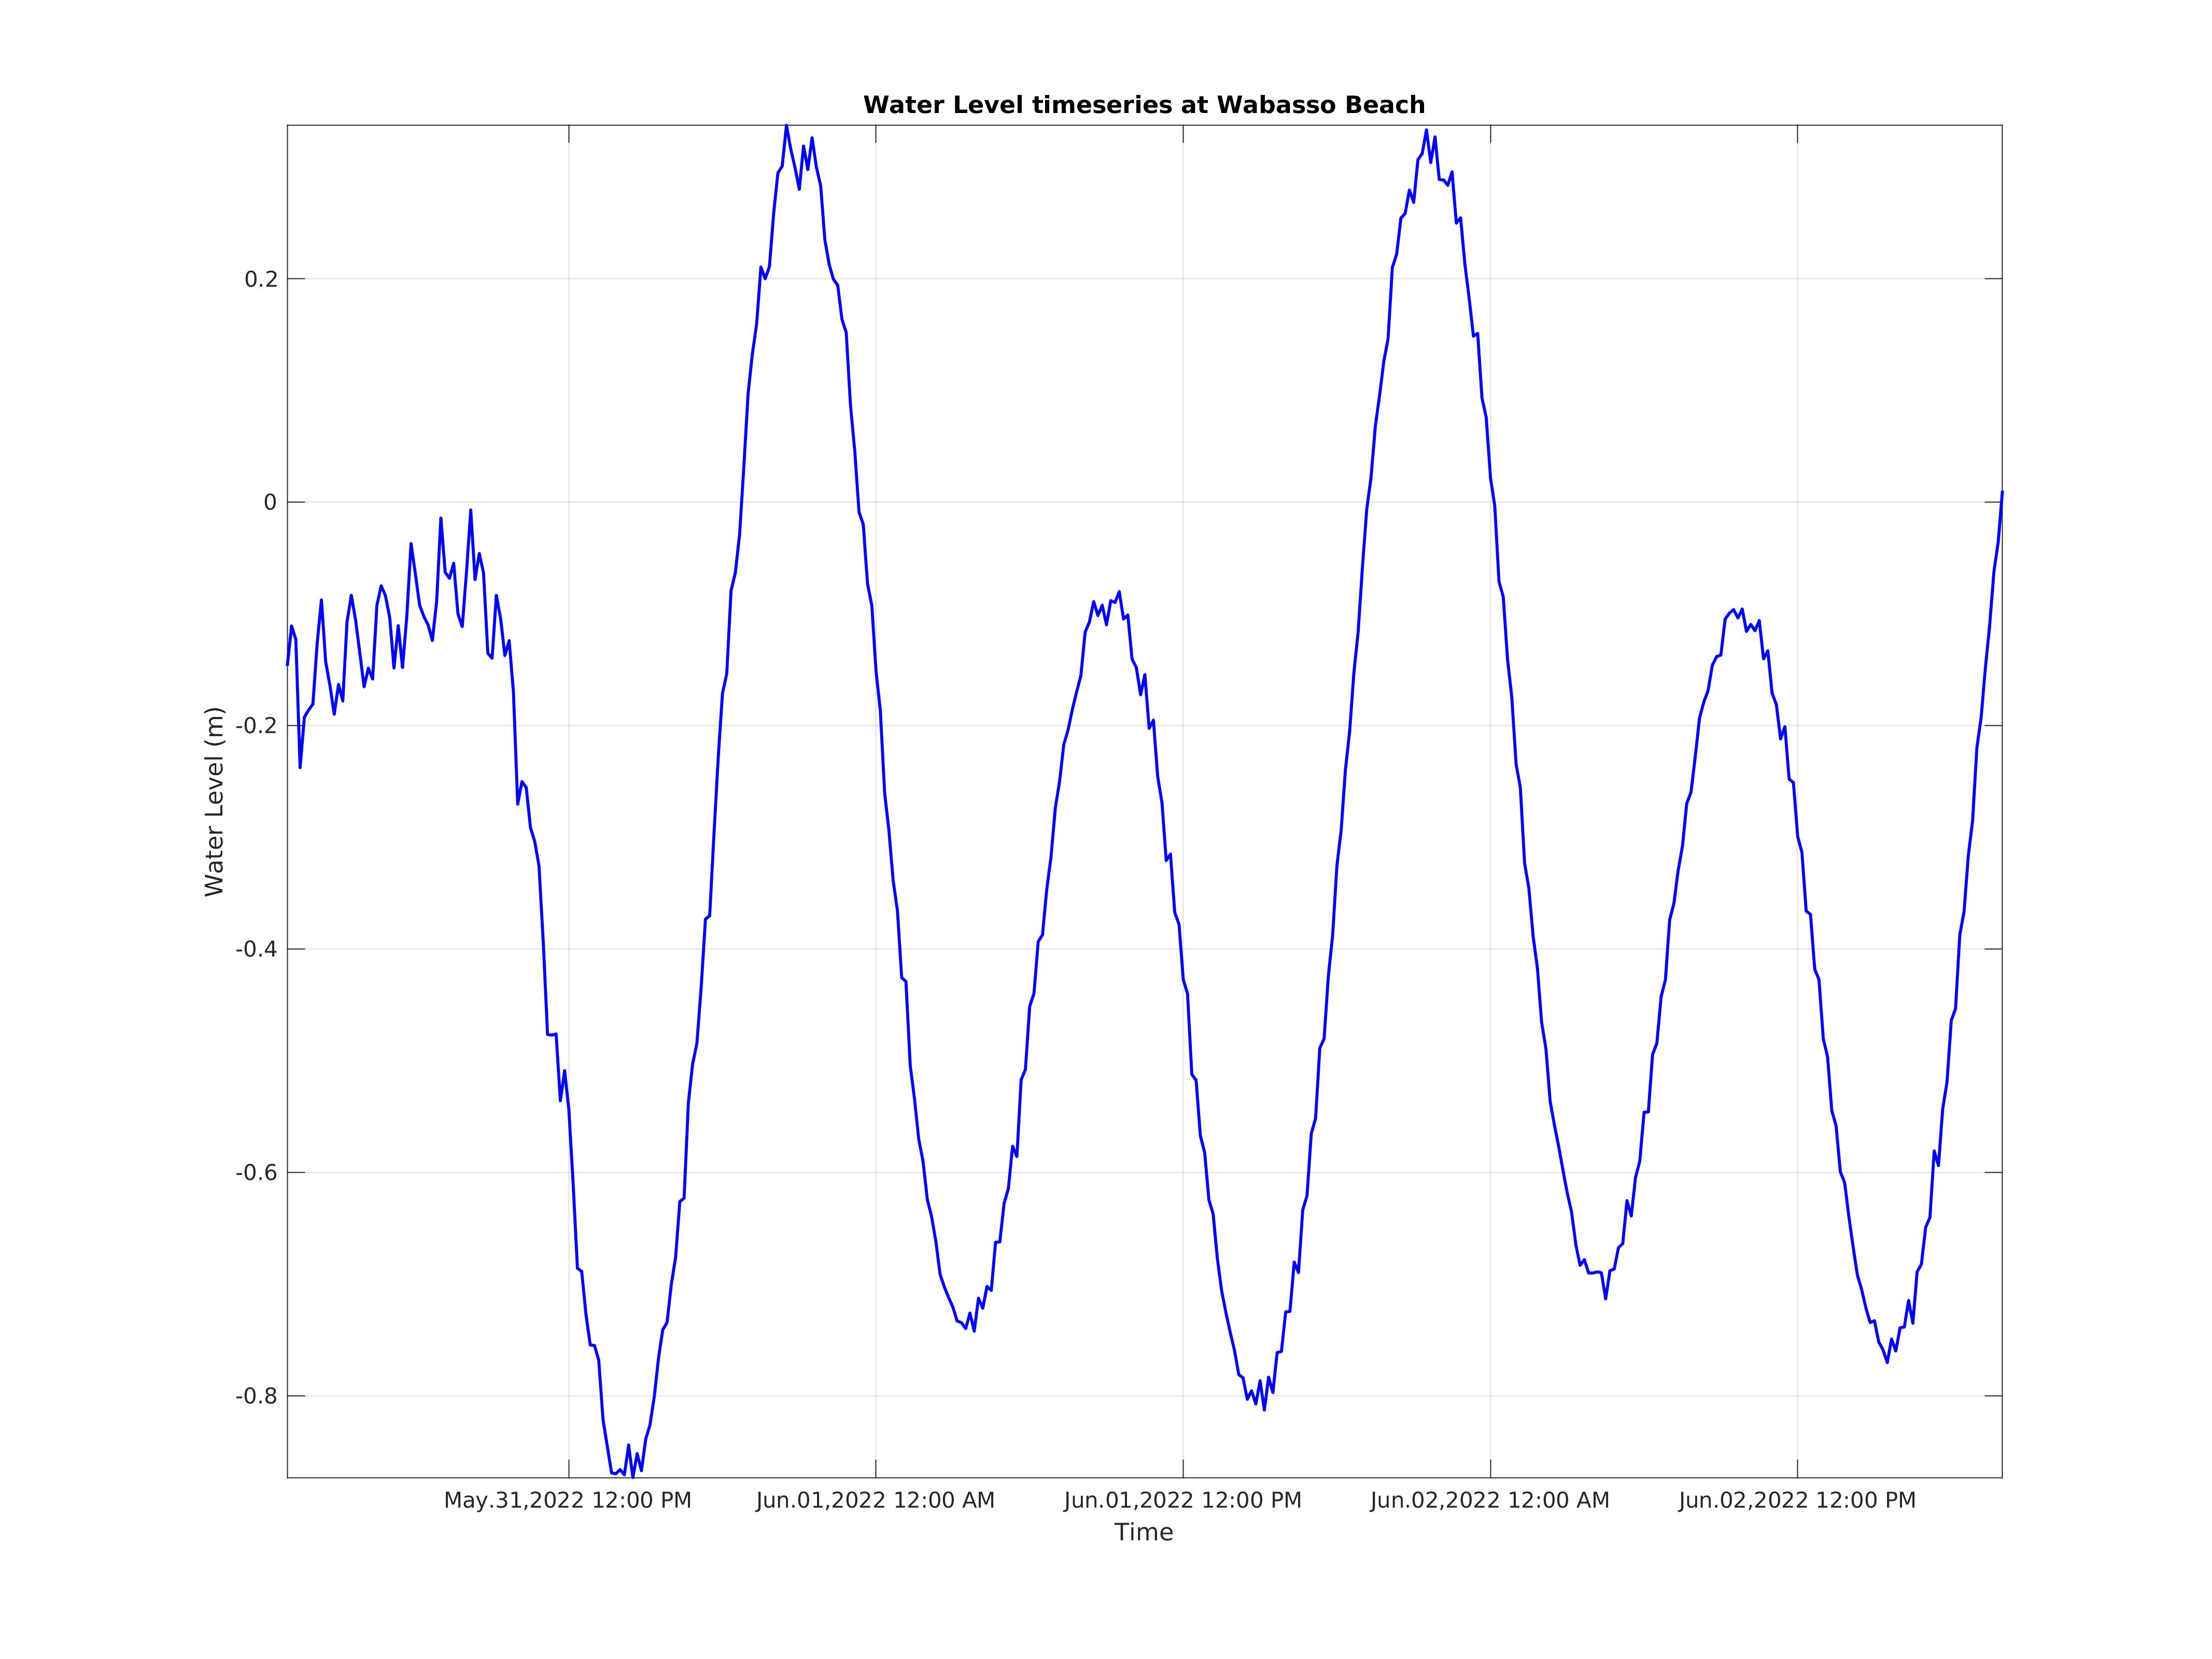 Water Level timeseries at Wabasso Beach
0.2
0
-0.2
-0.4
-0.6
-0.8
Water Level (m)
May.31,2022 12:00 PM
Jun.01,2022 12:00 AM
Jun.01,2022 12:00 PM
Jun.02,2022 12:00 AM
Jun.02,2022 12:00 PM
Time